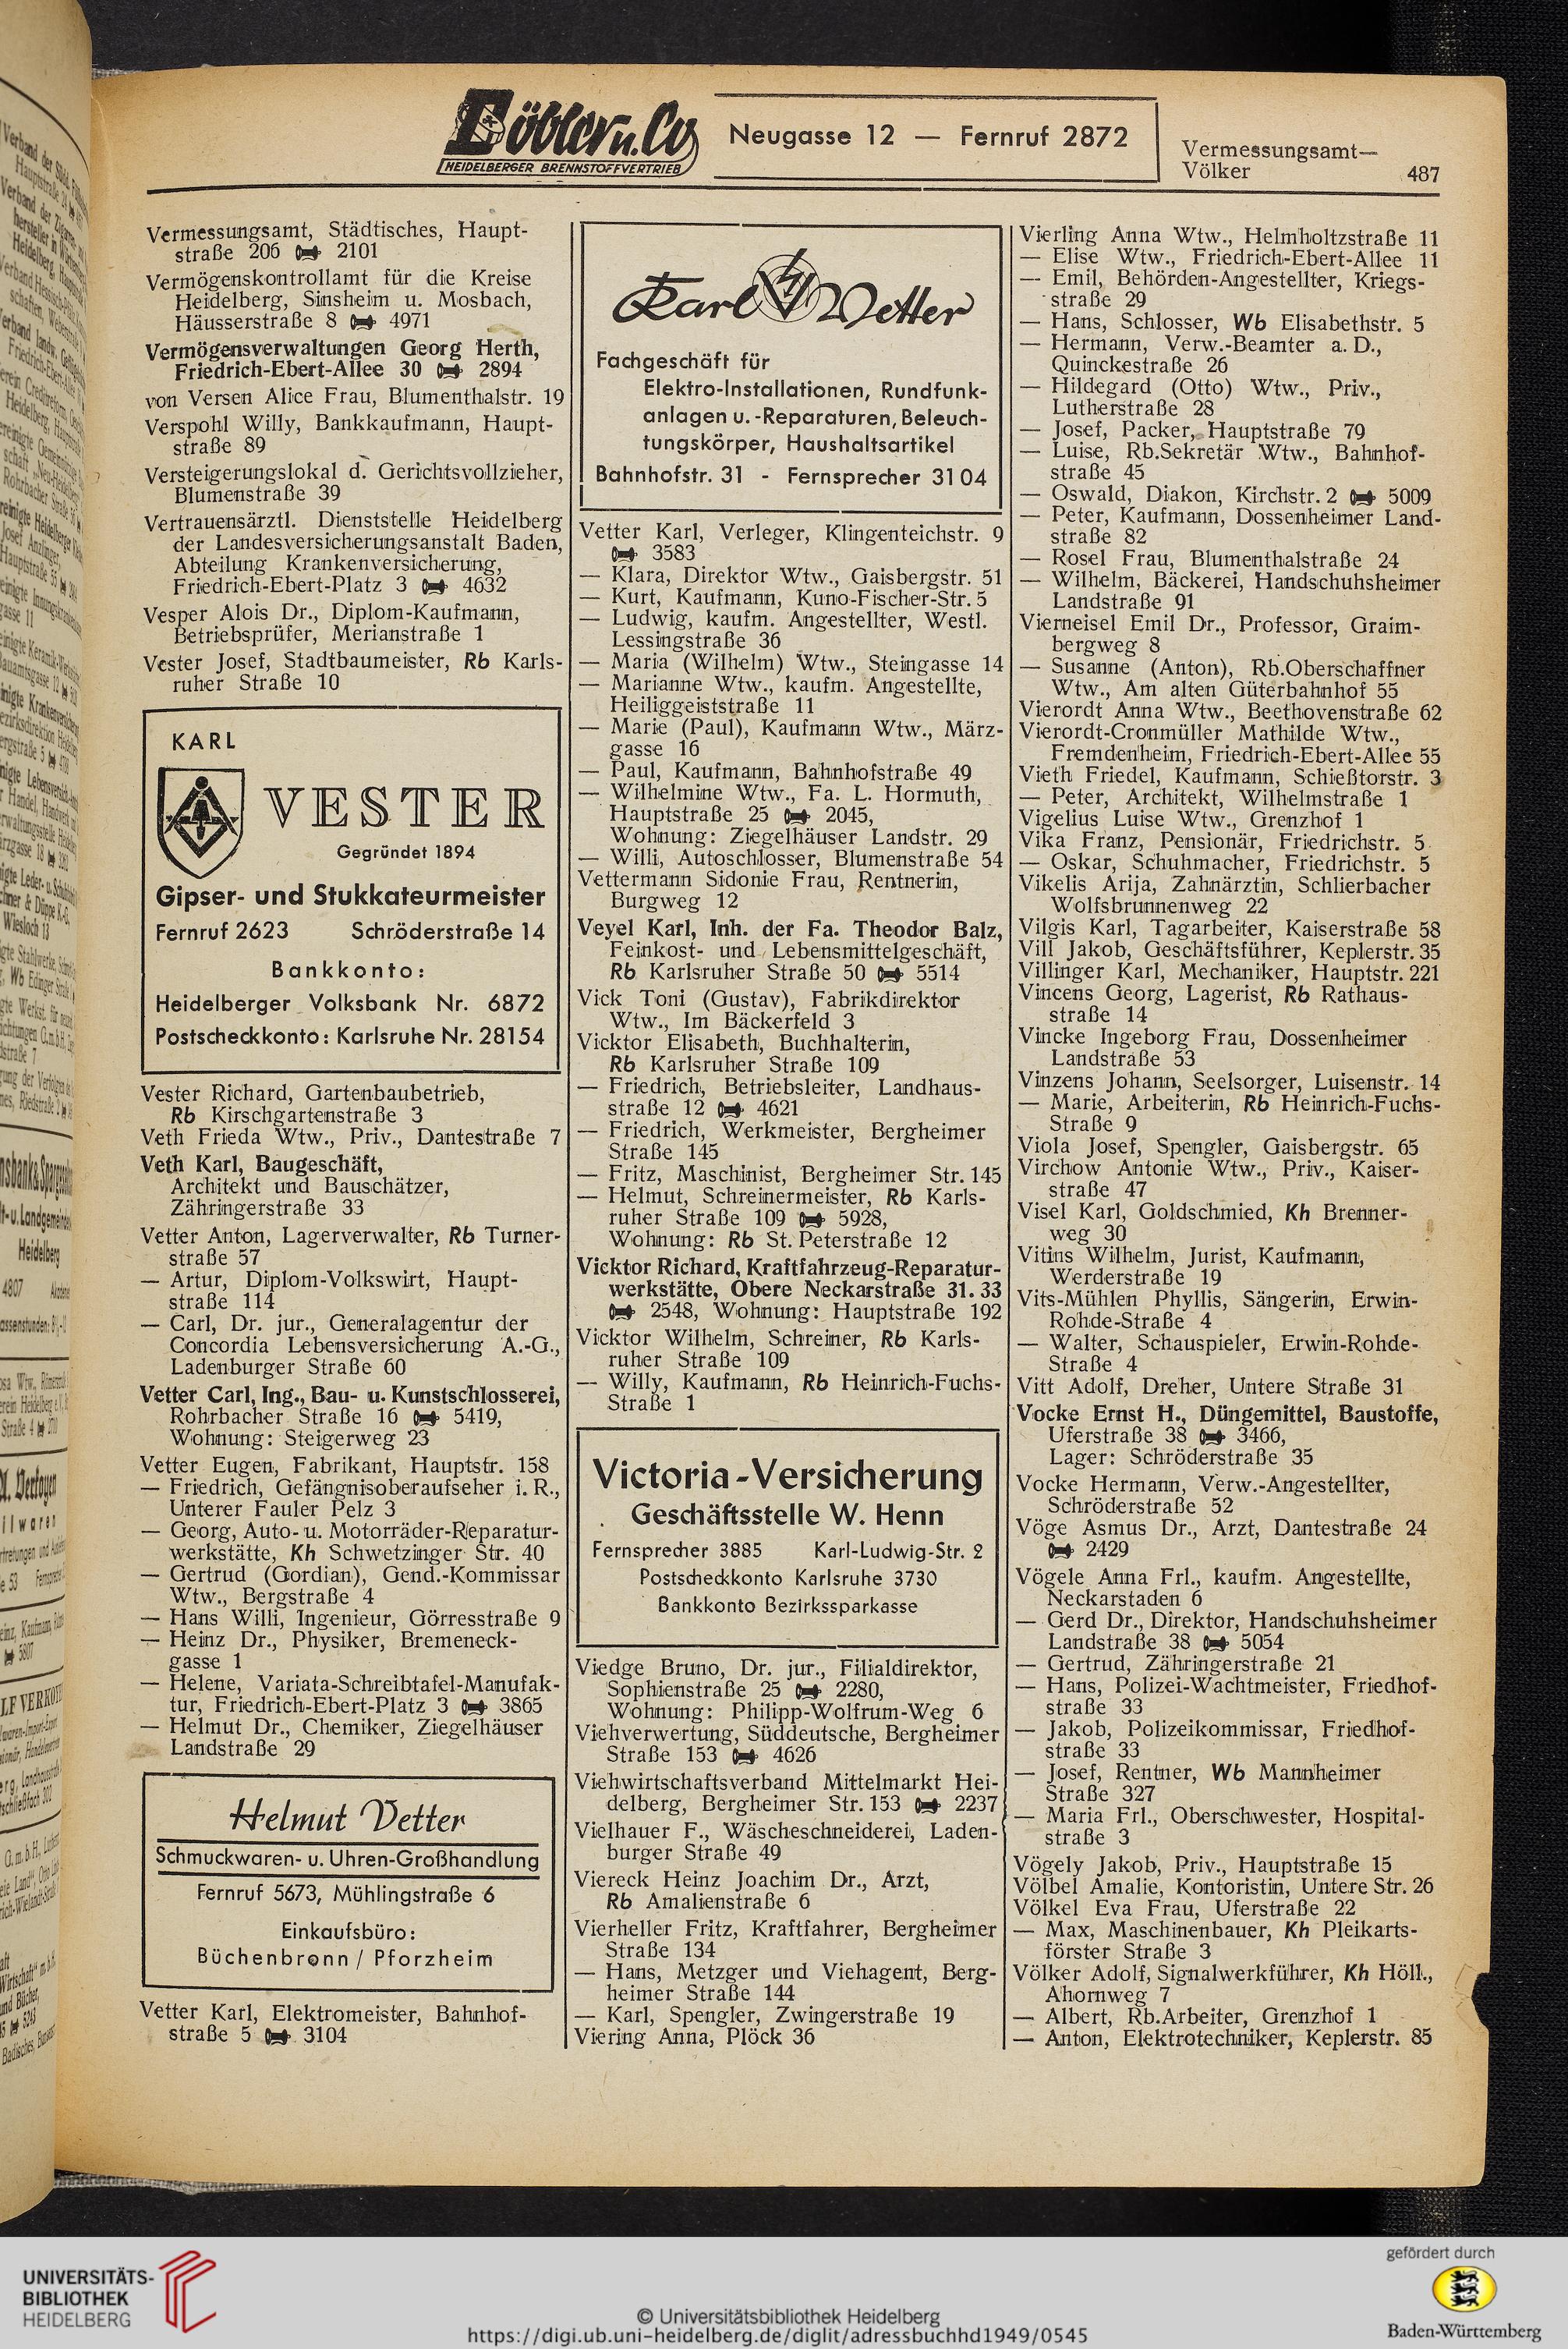 Böbler u. Co
HEIDELBERGER BRENNSTOFFVERTRIEB
Neugasse 12 — Fernruf 2872
Vermessungsamt—
Völker
487
Vermessungsamt, Städtisches, Haupt-
straße 206 2101
Vermögenskontrollamt für die Kreise
Heidelberg, Sinsheim u. Mosbach,
Häusserstraße 8 4971
Vermögensverwaltungen Georg Herth,
Friedrich-Ebert-Allee 30 2894
von Versen Alice Frau, Blumenthalstr. 19
Verspohl Willy, Bankkaufmann, Haupt-
straße 89
Versteigerungslokal d. Gerichtsvollzieher,
Blumenstraße 39
Vertrauensärztl. Dienststelle Heidelberg
der Landesversicherungsanstalt Baden,
Abteilung Krankenversicherung,
Friedrich-Ebert-Platz 3 4632
Vesper Alois Dr., Diplom-Kaufmann,
Betriebsprüfer, Merianstraße 1
Vester Josef, Stadtbaumeister, Rb Karls-
ruher Straße 10
KARL
VESTER
Gegründet 1894
Gipser- und Stukkateurmeister
Fernruf 2623 Schröderstraße 14
Bankkonto:
Heidelberger Volksbank Nr. 6872
Postscheckkonto: Karlsruhe Nr. 28154
Vester Richard, Gartenbaubetrieb,
Rb Kirschgartenstraße 3
Veth Frieda Wtw., Priv., Dantestraße 7
Veth Karl, Baugeschäft,
Architekt und Bauschätzer,
Zähringerstraße 33
Vetter Anton, Lagerverwalter, Rb Turner-
straße 57
— Artur, Diplom-Volkswirt, Haupt-
straße 114
— Carl, Dr. jur., Generalagentur der
Concordia Lebensversicherung A.-G.,
Ladenburger Straße 60
Vetter Carl, Ing., Bau- u. Kunstschlosserei,
Rohrbacher Straße 16 5419,
Wohnung: Steigerweg 23
Vetter Eugen, Fabrikant, Hauptstr. 158
— Friedrich, Gefängnisoberaufseher i. R.,
Unterer Fauler Pelz 3
— Georg, Auto- u. Motorräder-Reparatur-
werkstätte, Kh Schwetzinger Str. 40
— Gertrud (Gordian), Gend.-Kommissar
Wtw., Bergstraße 4
— Hans Willi, Ingenieur, Görresstraße 9
— Heinz Dr., Physiker, Bremeneck-
gasse 1
— Helene, Variata-Schreibtafel-Manufak-
tur, Friedrich-Ebert-Platz 3 3865
— Helmut Dr., Chemiker, Ziegelhäuser
Landstraße 29
Helmut Vetter
Schmuckwaren- u. Uhren-Großhandlung
Fernruf 5673, Mühlingstraße 6
Einkaufsbüro:
Büchenbronn / Pforzheim
Vetter Karl, Elektromeister, Bahnhof-
straße 5 3104
Karl Vetter
Fachgeschäft für
Elektro-Installationen, Rundfunk-
anlagen u. -Reparaturen, Beleuch-
tungskörper, Haushaltsartikel
Bahnhofstr. 31 - Fernsprecher 3104
Vetter Karl, Verleger, Klingenteichstr. 9
3583
— Klara, Direktor Wtw., Gaisbergstr. 51
— Kurt, Kaufmann, Kuno-Fischer-Str. 5
— Ludwig, kaufm. Angestellter, Westl.
Lessingstraße 36
— Maria (Wilhelm) Wtw., Steingasse 14
— Marianne Wtw., kaufm. Angestellte,
Heiliggeiststraße 11
— Marie (Paul), Kaufmann Wtw., März-
gasse 16
— Paul, Kaufmann, Bahnhofstraße 49
— Wilhelmine Wtw., Fa. L. Hormuth,
Hauptstraße 25 2045,
Wohnung: Ziegelhäuser Landstr. 29
— Willi, Autoschlosser, Blumenstraße 54
Vettermann Sidonie Frau, Rentnerin,
Burgweg 12
Veyel Karl, Inh. der Fa. Theodor Balz,
Feinkost- und Lebensmittelgeschäft,
Rb Karlsruher Straße 50 5514
Vick Toni (Gustav), Fabrikdirektor
Wtw., Im Bäckerfeld 3
Vicktor Elisabeth, Buchhalterin,
Rb Karlsruher Straße 109
— Friedrich, Betriebsleiter, Landhaus-
straße 12 4621
— Friedrich, Werkmeister, Bergheimer
Straße 145
— Fritz, Maschinist, Bergheimer Str. 145
— Helmut, Schreinermeister, Rb Karls-
ruher Straße 109 5928,
Wohnung: Rb St. Peterstraße 12
Vicktor Richard, Kraftfahrzeug-Reparatur-
werkstätte, Obere Neckarstraße 31. 33
2548, Wohnung: Hauptstraße 192
Vicktor Wilhelm, Schreiner, Rb Karls-
ruher Straße 109
— Willy, Kaufmann, Rb Heinrich-Fuchs-
Straße 1
Victoria-Versicherung
Geschäftsstelle W. Henn
Fernsprecher 3885 Karl-Ludwig-Str. 2
Postscheckkonto Karlsruhe 3730
Bankkonto Bezirkssparkasse
Viedge Bruno, Dr. jur., Filialdirektor,
Sophienstraße 25 2280,
Wohnung: Philipp-Wolfrum-Weg 6
Viehverwertung, Süddeutsche, Bergheimer
Straße 153 4626
Viehwirtschaftsverband Mittelmarkt Hei-
delberg, Bergheimer Str. 153 2237
Vielhauer F., Wäscheschneiderei, Laden-
burger Straße 49
Viereck Heinz Joachim Dr., Arzt,
Rb Amalienstraße 6
Vierheller Fritz, Kraftfahrer, Bergheimer
Straße 134
— Hans, Metzger und Viehagent, Berg-
heimer Straße 144
— Karl, Spengler, Zwingerstraße 19
Viering Anna, Plöck 36
Vierling Anna Wtw., Helmholtzstraße 11
— Elise Wtw., Friedrich-Ebert-Allee 11
— Emil, Behörden-Angestellter, Kriegs-
straße 29
— Hans, Schlosser, Wb Elisabethstr. 5
— Hermann, Verw.-Beamter a. D.,
Quinckestraße 26
— Hildegard (Otto) Wtw., Priv.,
Lutherstraße 28
— Josef, Packer, Hauptstraße 79
— Luise, Rb.Sekretär Wtw., Bahnhof-
straße 45
— Oswald, Diakon, Kirchstr. 2 5009
— Peter, Kaufmann, Dossenheimer Land-
straße 82
— Rosel Frau, Blumenthalstraße 24
— Wilhelm, Bäckerei, Handschuhsheimer
Landstraße 91
Vierneisel Emil Dr., Professor, Graim-
bergweg 8
— Susanne (Anton), Rb.Oberschaffner
Wtw., Am alten Güterbahnhof 55
Vierordt Anna Wtw., Beethovenstraße 62
Vierordt-Cronmüller Mathilde Wtw.,
Fremdenheim, Friedrich-Ebert-Allee 55
Vieth Friedel, Kaufmann, Schießtorstr. 3
— Peter, Architekt, Wilhelmstraße 1
Vigelius Luise Wtw., Grenzhof 1
Vika Franz, Pensionär, Friedrichstr. 5
— Oskar, Schuhmacher, Friedrichstr. 5
Vikelis Arija, Zahnärztin, Schlierbacher
Wolfsbrunnenweg 22
Vilgis Karl, Tagarbeiter, Kaiserstraße 58
Vill Jakob, Geschäftsführer, Keplerstr. 35
Villinger Karl, Mechaniker, Hauptstr. 221
Vincens Georg, Lagerist, Rb Rathaus-
straße 14
Vincke Ingeborg Frau, Dossenheimer
Landstraße 53
Vinzens Johann, Seelsorger, Luisenstr. 14
— Marie, Arbeiterin, Rb Heinrich-Fuchs-
Straße 9
Viola Josef, Spengler, Gaisbergstr. 65
Virchow Antonie Wtw., Priv., Kaiser-
straße 47
Visel Karl, Goldschmied, Kh Brenner-
weg 30
Vitins Wilhelm, Jurist, Kaufmann,
Werderstraße 19
Vits-Mühlen Phyllis, Sängerin, Erwin-
Rohde-Straße 4
— Walter, Schauspieler, Erwin-Rohde-
Straße 4
Vitt Adolf, Dreher, Untere Straße 31
Vocke Ernst H., Düngemittel, Baustoffe,
Uferstraße 38 3466,
Lager: Schröderstraße 35
Vocke Hermann, Verw.-Angestellter,
Schröderstraße 52
Vöge Asmus Dr., Arzt, Dantestraße 24
2429
Vögele Anna Frl., kaufm. Angestellte,
Neckarstaden 6
— Gerd Dr., Direktor, Handschuhsheimer
Landstraße 38 5054
— Gertrud, Zähringerstraße 21
— Hans, Polizei-Wachtmeister, Friedhof-
straße 33
— Jakob, Polizeikommissar, Friedhof-
straße 33
— Josef, Rentner, Wb Mannheimer
Straße 327
— Maria Frl., Oberschwester, Hospital-
straße 3
Vögely Jakob, Priv., Hauptstraße 15
Völbel Amalie, Kontoristin, Untere Str. 26
Völkel Eva Frau, Uferstraße 22
— Max, Maschinenbauer, Kh Pleikarts-
förster Straße 3
Völker Adolf, Signalwerkführer, Kh Höll.,
Ahornweg 7
— Albert, Rb.Arbeiter, Grenzhof 1
— Anton, Elektrotechniker, Keplerstr. 85
UNIVERSITÄTS-
BIBLIOTHEK
HEIDELBERG
© Universitätsbibliothek Heidelberg
https://digi.ub.uni-heidelberg.de/diglit/adressbuchhd1949/0545
gefördert durch
Baden-Württemberg